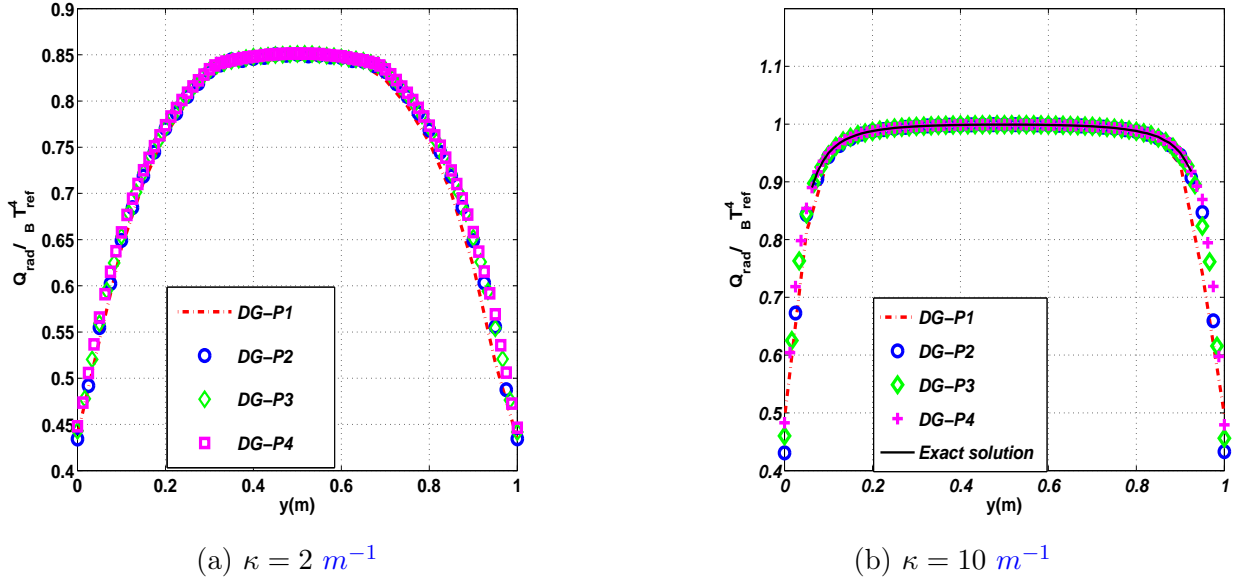 0.9
0.85
0.8
0.75
0.7
0.65
0.6
0.55
0.5
0.45
0.4
Q_rad/ _B T^4_ref
0 0.2 0.4 0.6 0.8 1
y(m)
DG–P1
DG–P2
DG–P3
DG–P4
(a) κ = 2 m⁻¹
1.1
1
0.9
0.8
0.7
0.6
0.5
0.4
Q_rad/ _B T^4_ref
0 0.2 0.4 0.6 0.8 1
y(m)
DG–P1
DG–P2
DG–P3
DG–P4
Exact solution
(b) κ = 10 m⁻¹